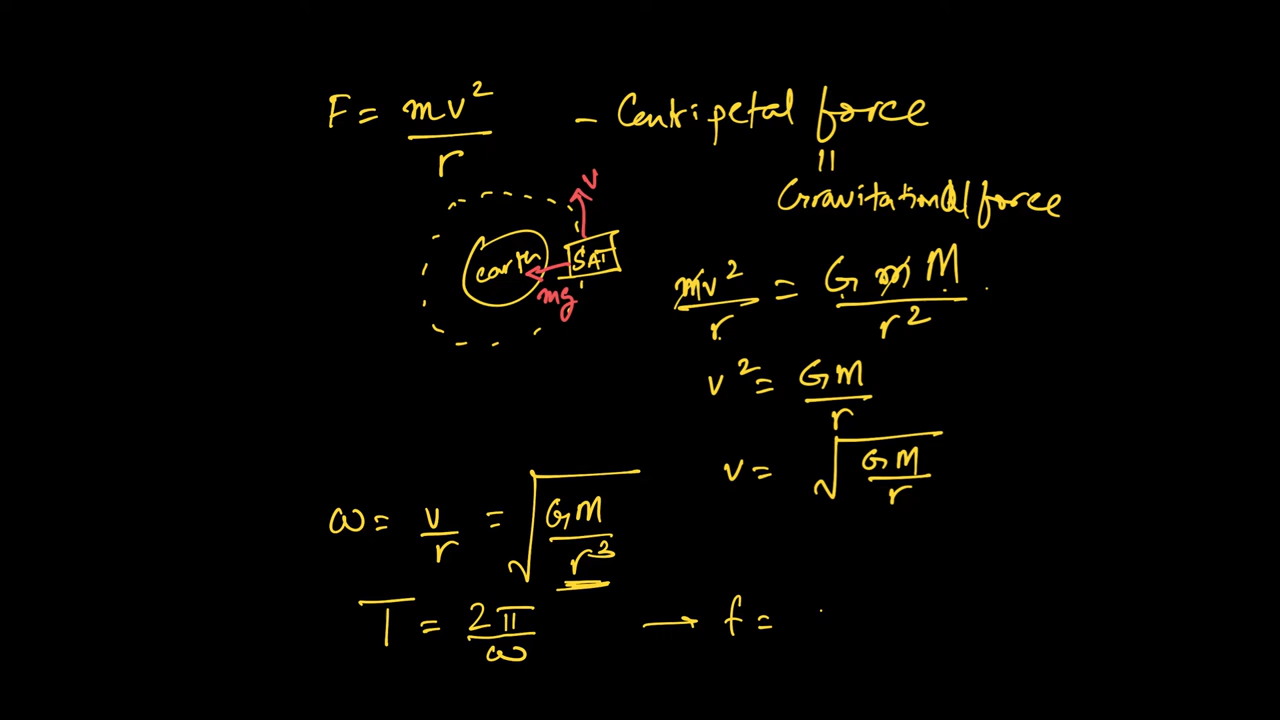 F = mv²/r - Centripetal force
||
Gravitational force
v
earth
SAT
mg
mv²/r = G m M/r²
v² = GM/r
v = √(GM/r)
ω = v/r = √(GM/r³)
T = 2π/ω → f =